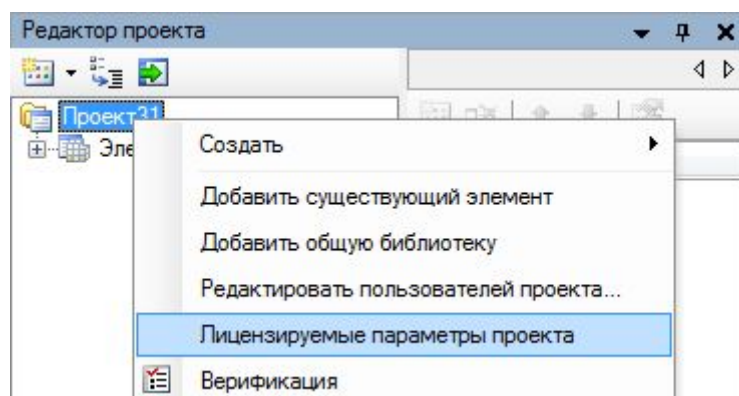 Редактор проекта
Проект31
Эле
Создать
Добавить существующий элемент
Добавить общую библиотеку
Редактировать пользователей проекта...
Лицензируемые параметры проекта
Верификация